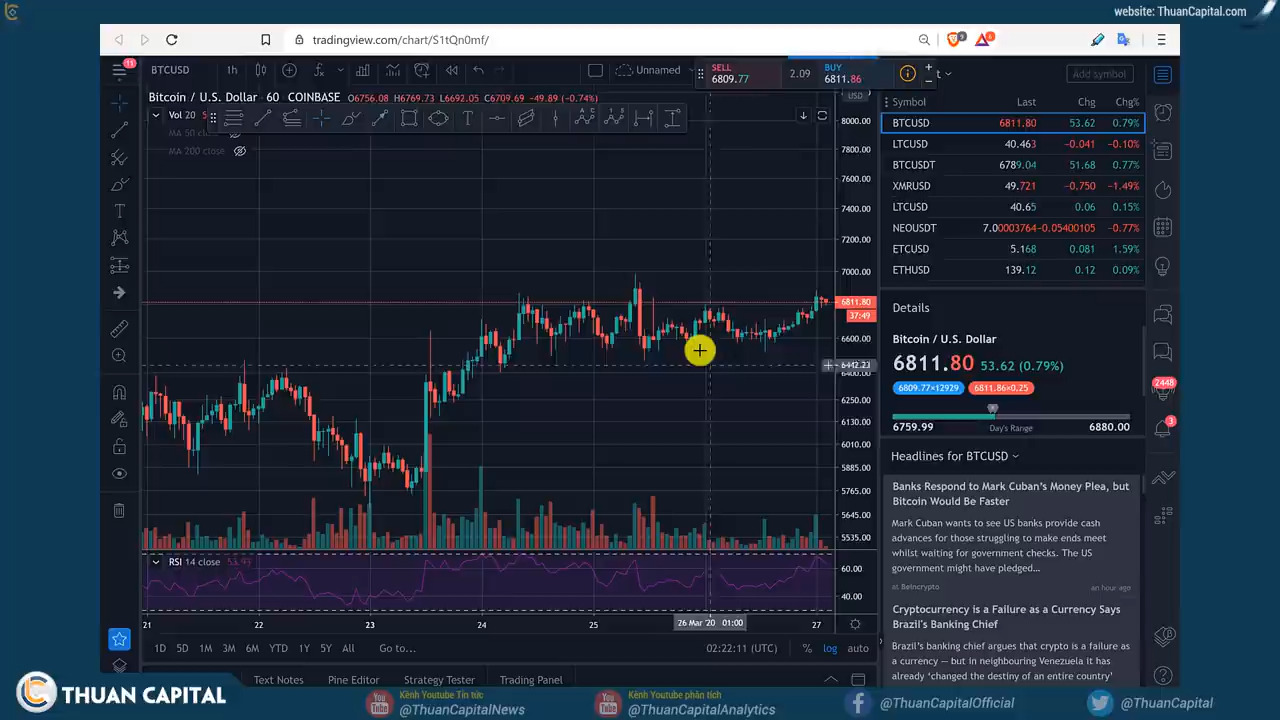 website: ThuanCapital.com
tradingview.com/chart/S1tQn0mf/
9
4
11
BTCUSD
1h
Unnamed
SELL
6809.77
2.09
BUY
6811.86
t
Add symbol
Bitcoin / U.S. Dollar 60 COINBASE O6756.08 H6769.73 L6692.05 C6709.69 -49.89 (-0.74%)
USD
Vol 20
MA 50 close
MA 200 close
8000.00
7800.00
7600.00
7400.00
7200.00
7000.00
6811.80
37:49
6600.00
6442.23
6400.00
6250.00
6130.00
6010.00
5885.00
5765.00
5645.00
5535.00
RSI 14 close 53.93
60.00
40.00
21
22
23
24
25
26 Mar '20 01:00
27
1D 5D 1M 3M 6M YTD 1Y 5Y All Go to...
02:22:11 (UTC) % log auto
Text Notes Pine Editor Strategy Tester Trading Panel
Symbol Last Chg Chg%
BTCUSD 6811.80 53.62 0.79%
LTCUSD 40.463 −0.041 −0.10%
BTCUSDT 6789.04 51.68 0.77%
XMRUSD 49.721 −0.750 −1.49%
LTCUSD 40.65 0.06 0.15%
NEOUSDT 7.00003764 −0.05400105 −0.77%
ETCUSD 5.168 0.081 1.59%
ETHUSD 139.12 0.12 0.09%
Details
Bitcoin / U.S. Dollar
6811.80 53.62 (0.79%)
6809.77×12929 6811.86×0.25
6759.99 Day's Range 6880.00
Headlines for BTCUSD
Banks Respond to Mark Cuban's Money Plea, but
Bitcoin Would Be Faster
Mark Cuban wants to see US banks provide cash
advances for those struggling to make ends meet
whilst waiting for government checks. The US
government might have pledged...
at BeInCrypto an hour ago
Cryptocurrency is a Failure as a Currency Says
Brazil's Banking Chief
Brazil's banking chief argues that crypto is a failure as
a currency — but in neighbouring Venezuela it has
already 'changed the destiny of an entire country'
2448
3
THUAN CAPITAL
You Tube
Kênh Youtube Tin tức
@ThuanCapitalNews
You Tube
Kênh Youtube phân tích
@ThuanCapitalAnalytics
@ThuanCapitalOfficial
@ThuanCapital